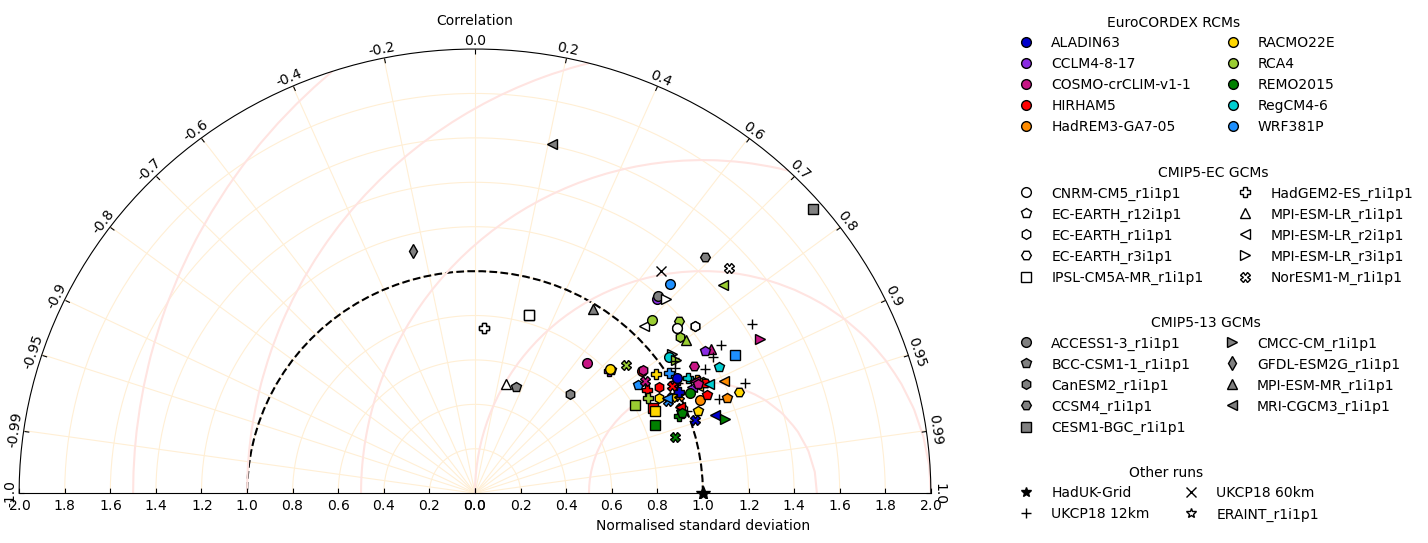 Correlation
0.0
-0.2
0.2
-0.4
0.4
-0.6
0.6
-0.7
0.7
-0.8
0.8
-0.9
0.9
-0.95
0.95
-0.99
0.99
-1.0
1.0
2.0 1.8 1.6 1.4 1.2 1.0 0.8 0.6 0.4 0.2 0.0 0.2 0.4 0.6 0.8 1.0 1.2 1.4 1.6 1.8 2.0
Normalised standard deviation
EuroCORDEX RCMs
ALADIN63 RACMO22E
CCLM4-8-17 RCA4
COSMO-crCLIM-v1-1 REMO2015
HIRHAM5 RegCM4-6
HadREM3-GA7-05 WRF381P
CMIP5-EC GCMs
CNRM-CM5_r1i1p1 HadGEM2-ES_r1i1p1
EC-EARTH_r12i1p1 MPI-ESM-LR_r1i1p1
EC-EARTH_r1i1p1 MPI-ESM-LR_r2i1p1
EC-EARTH_r3i1p1 MPI-ESM-LR_r3i1p1
IPSL-CM5A-MR_r1i1p1 NorESM1-M_r1i1p1
CMIP5-13 GCMs
ACCESS1-3_r1i1p1 CMCC-CM_r1i1p1
BCC-CSM1-1_r1i1p1 GFDL-ESM2G_r1i1p1
CanESM2_r1i1p1 MPI-ESM-MR_r1i1p1
CCSM4_r1i1p1 MRI-CGCM3_r1i1p1
CESM1-BGC_r1i1p1
Other runs
HadUK-Grid UKCP18 60km
UKCP18 12km ERAINT_r1i1p1